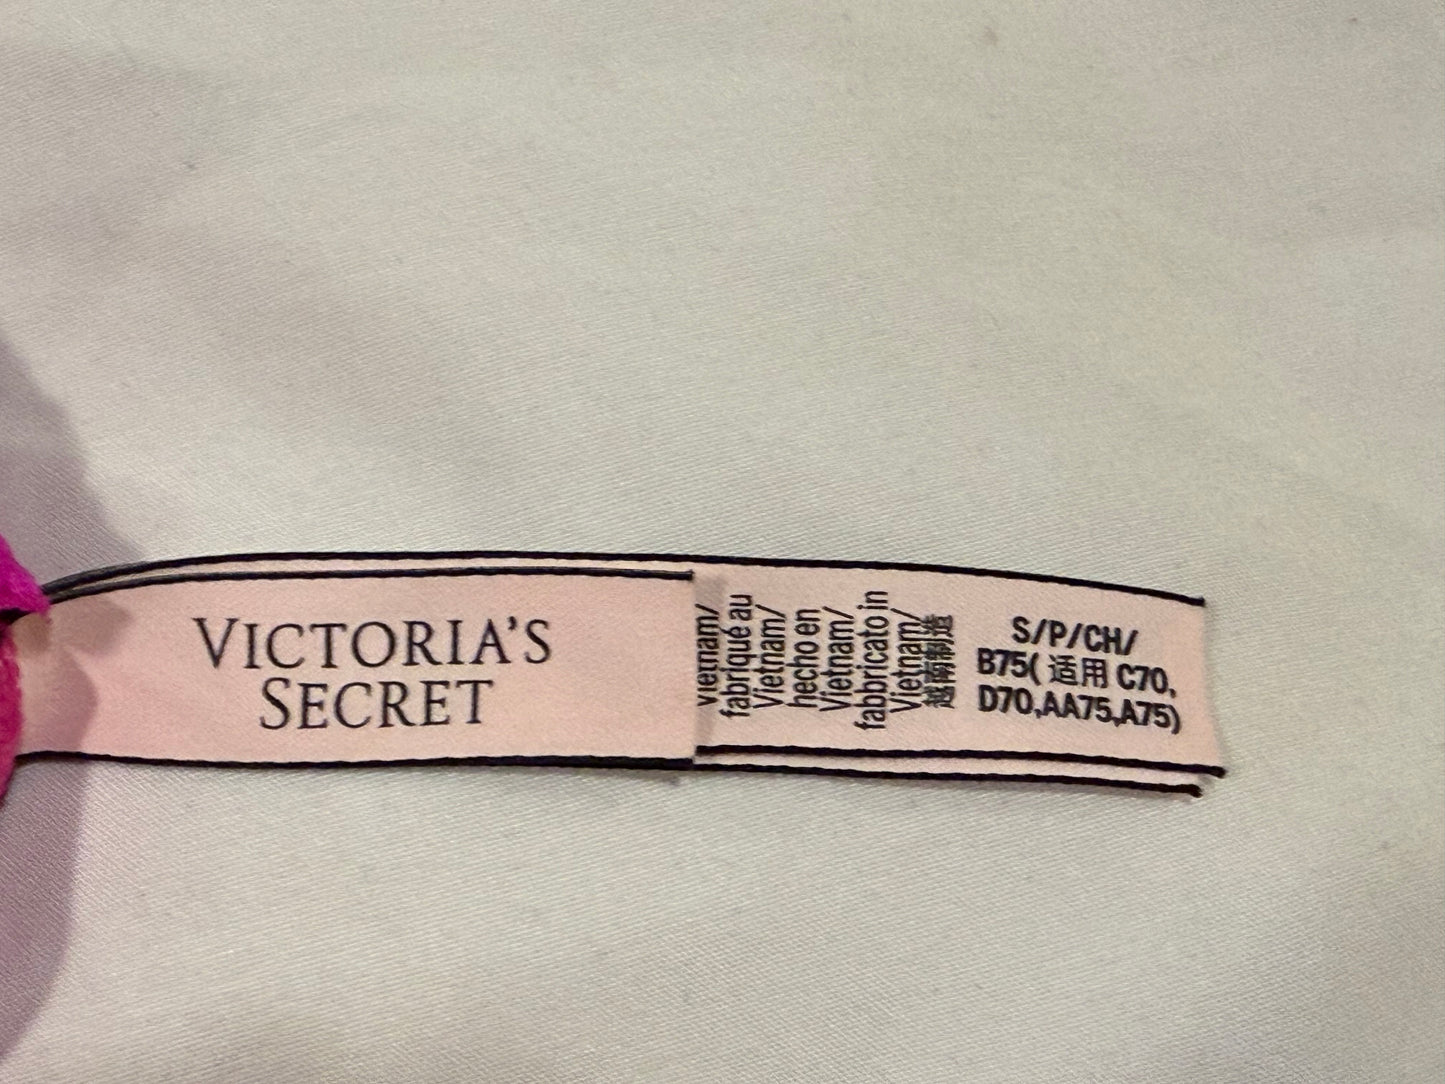 VICTORIA'S
SECRET
Vietnam/
fabriqué au
Vietnam/
hecho en
Vietnam/
fabbricato in
Vietnam/
越南制造
S/P/CH/
B75(适用 C70,
D70,AA75,A75)